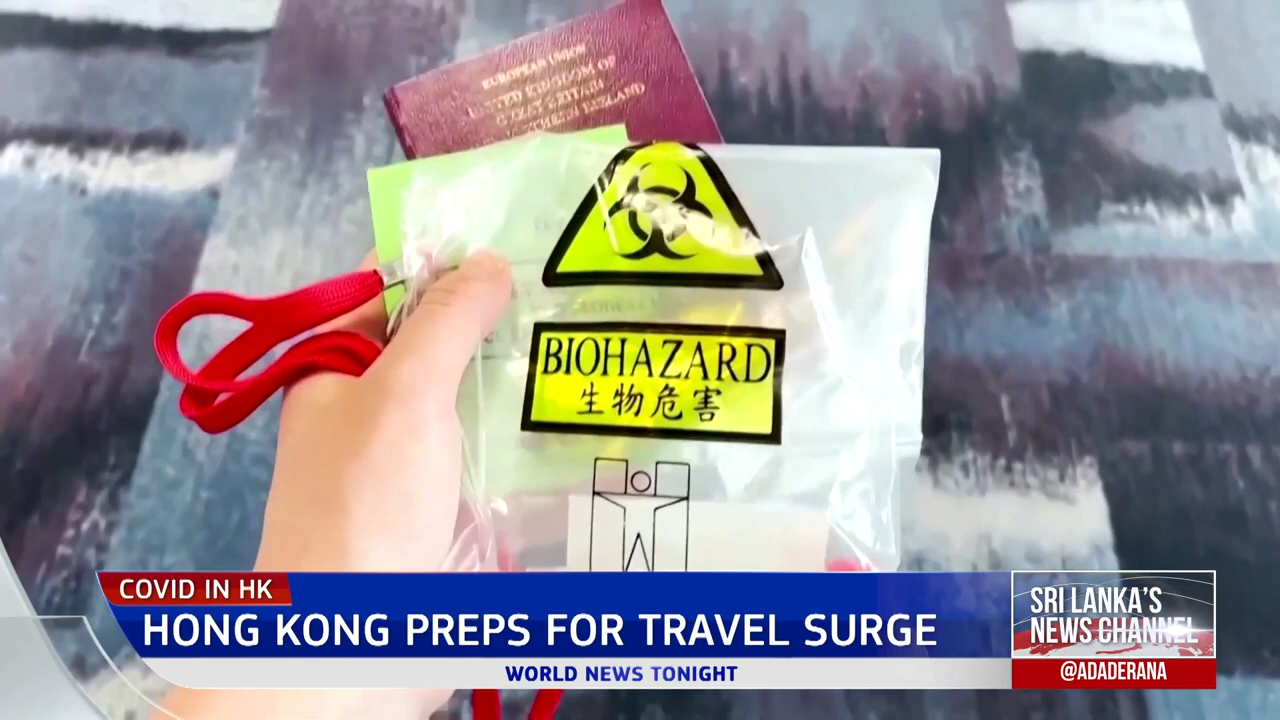 EUROPEAN UNION
UNITED KINGDOM OF
GREAT BRITAIN
NORTHERN IRELAND
BIOHAZARD
生物危害
COVID IN HK
HONG KONG PREPS FOR TRAVEL SURGE
WORLD NEWS TONIGHT
SRI LANKA'S
NEWS CHANNEL
@ADADERANA